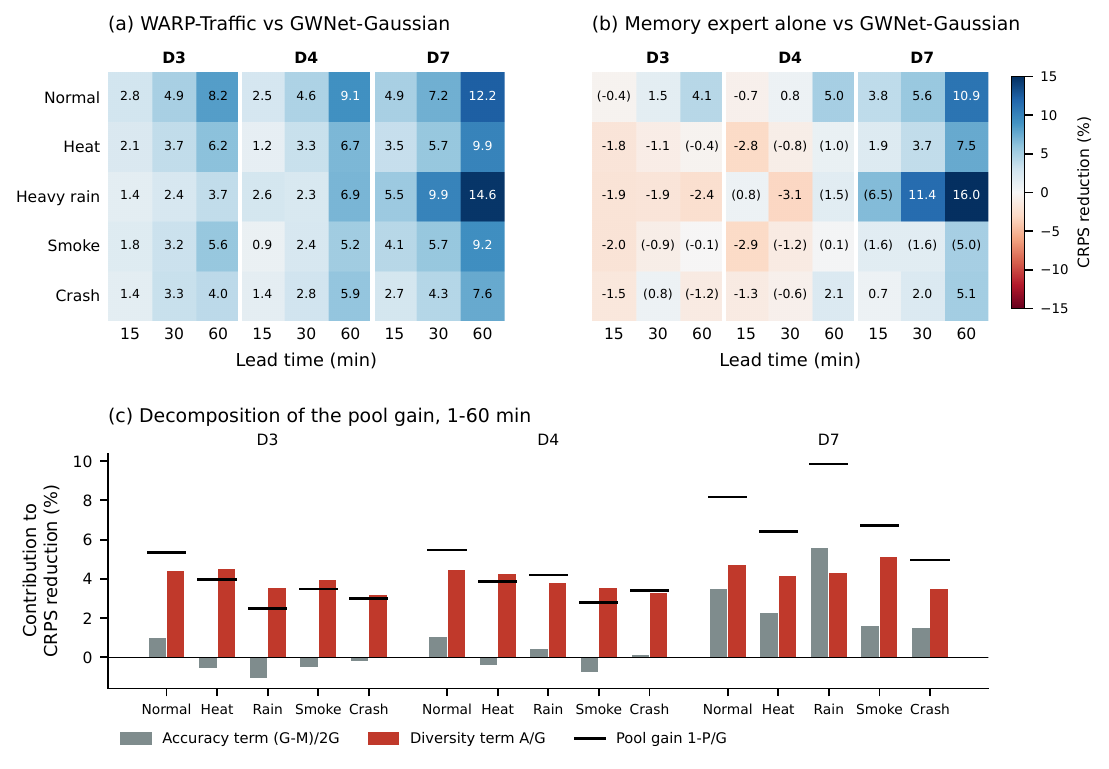 (a) WARP-Traffic vs GWNet-Gaussian
(b) Memory expert alone vs GWNet-Gaussian
D3 D4 D7
D3 D4 D7
Normal 2.8 4.9 8.2 2.5 4.6 9.1 4.9 7.2 12.2
Heat 2.1 3.7 6.2 1.2 3.3 6.7 3.5 5.7 9.9
Heavy rain 1.4 2.4 3.7 2.6 2.3 6.9 5.5 9.9 14.6
Smoke 1.8 3.2 5.6 0.9 2.4 5.2 4.1 5.7 9.2
Crash 1.4 3.3 4.0 1.4 2.8 5.9 2.7 4.3 7.6
15 30 60 15 30 60 15 30 60
Lead time (min)
(-0.4) 1.5 4.1 -0.7 0.8 5.0 3.8 5.6 10.9
-1.8 -1.1 (-0.4) -2.8 (-0.8) (1.0) 1.9 3.7 7.5
-1.9 -1.9 -2.4 (0.8) -3.1 (1.5) (6.5) 11.4 16.0
-2.0 (-0.9) (-0.1) -2.9 (-1.2) (0.1) (1.6) (1.6) (5.0)
-1.5 (0.8) (-1.2) -1.3 (-0.6) 2.1 0.7 2.0 5.1
15 30 60 15 30 60 15 30 60
Lead time (min)
15
10
5
0
−5
−10
−15
CRPS reduction (%)
(c) Decomposition of the pool gain, 1-60 min
D3 D4 D7
Contribution to
CRPS reduction (%)
10
8
6
4
2
0
Normal Heat Rain Smoke Crash Normal Heat Rain Smoke Crash Normal Heat Rain Smoke Crash
Accuracy term (G-M)/2G Diversity term A/G Pool gain 1-P/G